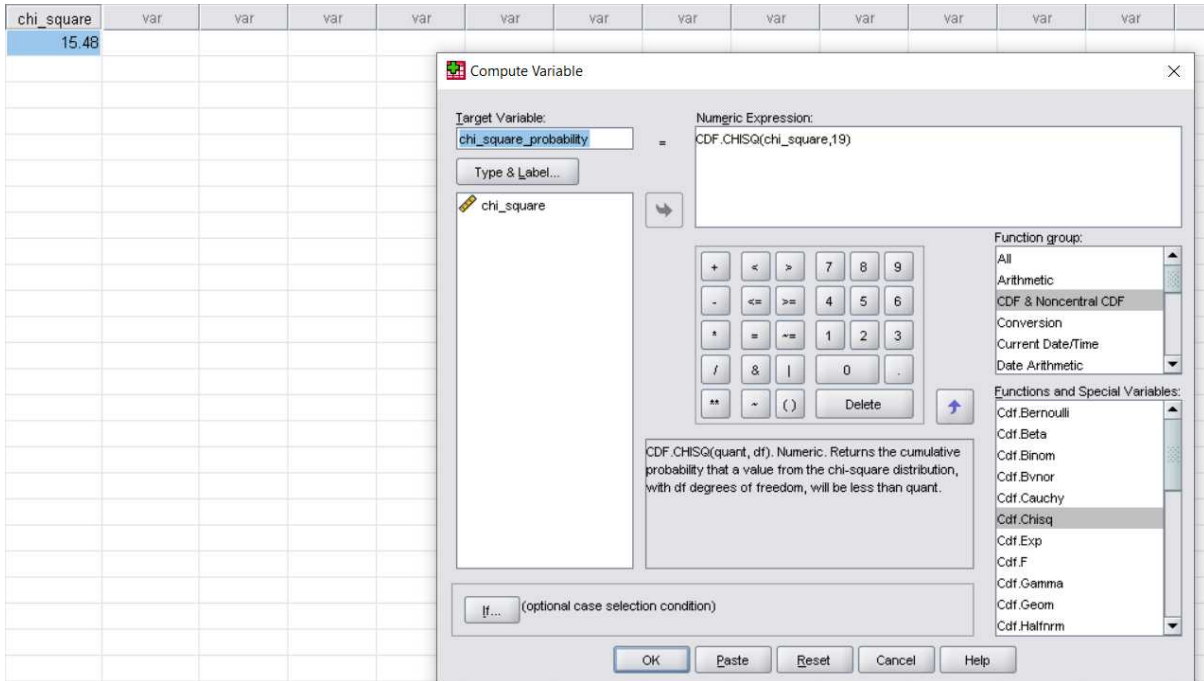 chi_square var var var var var var var var var var var
15.48
Compute Variable
Target Variable:
chi_square_probability
=
Numeric Expression:
CDF.CHISQ(chi_square,19)
Type & Label...
chi_square
+ < > 7 8 9
- <= >= 4 5 6
* = ~= 1 2 3
/ & | 0 .
** ~ ( ) Delete
Function group:
All
Arithmetic
CDF & Noncentral CDF
Conversion
Current Date/Time
Date Arithmetic
Functions and Special Variables:
Cdf.Bernoulli
Cdf.Beta
Cdf.Binom
Cdf.Bvnor
Cdf.Cauchy
Cdf.Chisq
Cdf.Exp
Cdf.F
Cdf.Gamma
Cdf.Geom
Cdf.Halfnrm
CDF.CHISQ(quant, df). Numeric. Returns the cumulative
probability that a value from the chi-square distribution,
with df degrees of freedom, will be less than quant.
If... (optional case selection condition)
OK Paste Reset Cancel Help